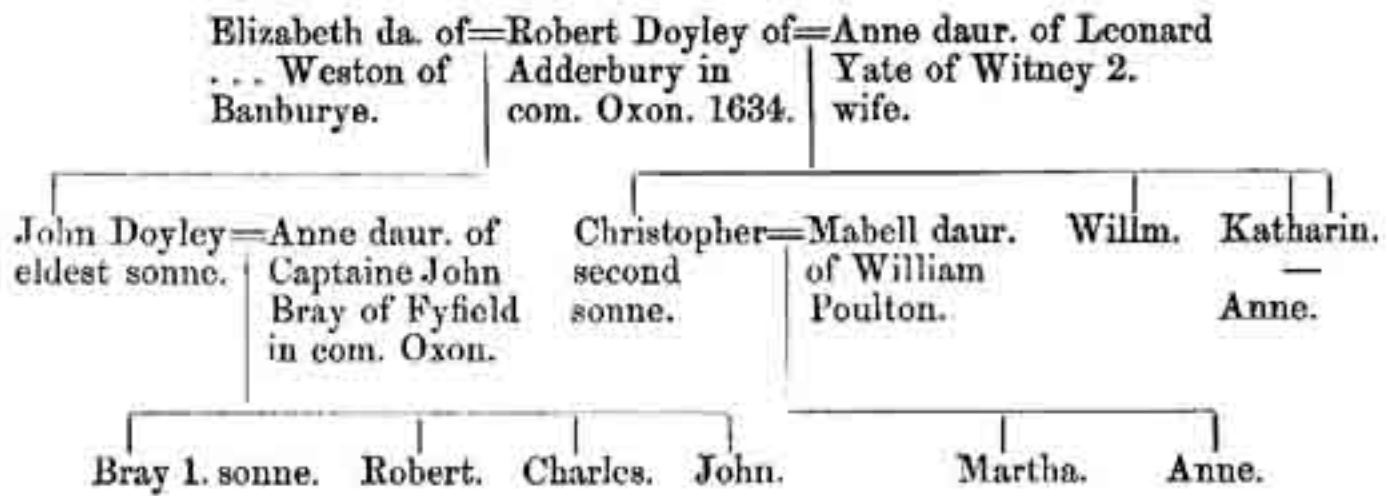 Elizabeth da. of=Robert Doyley of=Anne daur. of Leonard
. . . Weston of Adderbury in Yate of Witney 2.
Banburye. com. Oxon. 1634. wife.
John Doyley=Anne daur. of Christopher=Mabell daur. Willm. Katharin.
eldest sonne. Captaine John second of William —
Bray of Fyfield sonne. Poulton. Anne.
in com. Oxon.
Bray 1. sonne. Robert. Charles. John. Martha. Anne.